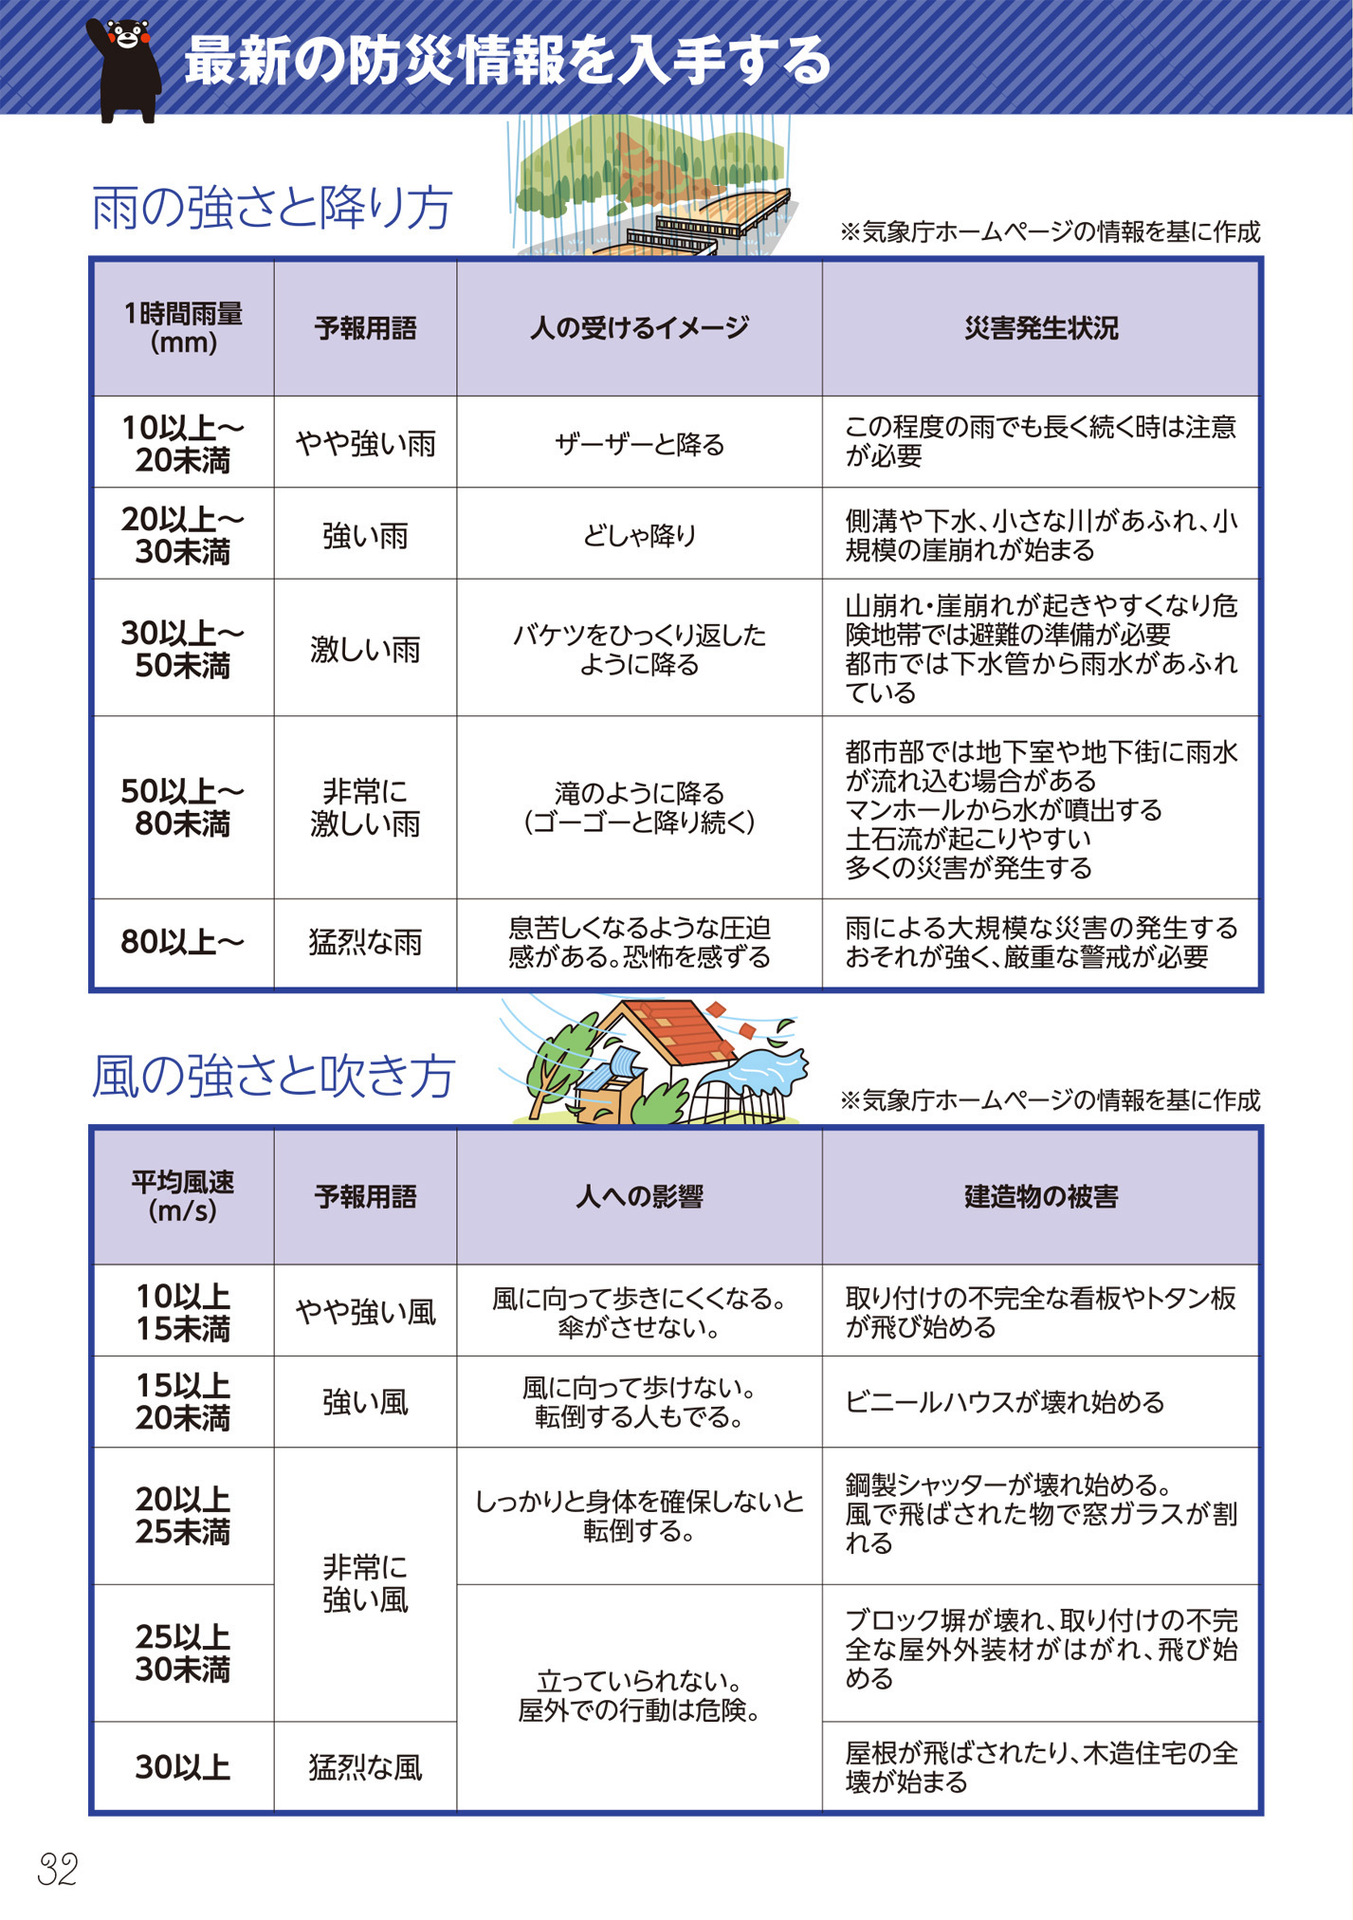 最新の防災情報を入手する
雨の強さと降り方
※気象庁ホームページの情報を基に作成
1時間雨量
(mm)
予報用語
人の受けるイメージ
災害発生状況
10以上～
20未満
やや強い雨
ザーザーと降る
この程度の雨でも長く続く時は注意
が必要
20以上～
30未満
強い雨
どしゃ降り
側溝や下水、小さな川があふれ、小
規模の崖崩れが始まる
30以上～
50未満
激しい雨
バケツをひっくり返した
ように降る
山崩れ・崖崩れが起きやすくなり危
険地帯では避難の準備が必要
都市では下水管から雨水があふれ
ている
50以上～
80未満
非常に
激しい雨
滝のように降る
（ゴーゴーと降り続く）
都市部では地下室や地下街に雨水
が流れ込む場合がある
マンホールから水が噴出する
土石流が起こりやすい
多くの災害が発生する
80以上～
猛烈な雨
息苦しくなるような圧迫
感がある。恐怖を感ずる
雨による大規模な災害の発生する
おそれが強く、厳重な警戒が必要
風の強さと吹き方
※気象庁ホームページの情報を基に作成
平均風速
(m/s)
予報用語
人への影響
建造物の被害
10以上
15未満
やや強い風
風に向って歩きにくくなる。
傘がさせない。
取り付けの不完全な看板やトタン板
が飛び始める
15以上
20未満
強い風
風に向って歩けない。
転倒する人もでる。
ビニールハウスが壊れ始める
20以上
25未満
非常に
強い風
しっかりと身体を確保しないと
転倒する。
鋼製シャッターが壊れ始める。
風で飛ばされた物で窓ガラスが割
れる
25以上
30未満
立っていられない。
屋外での行動は危険。
ブロック塀が壊れ、取り付けの不完
全な屋外外装材がはがれ、飛び始
める
30以上
猛烈な風
屋根が飛ばされたり、木造住宅の全
壊が始まる
32